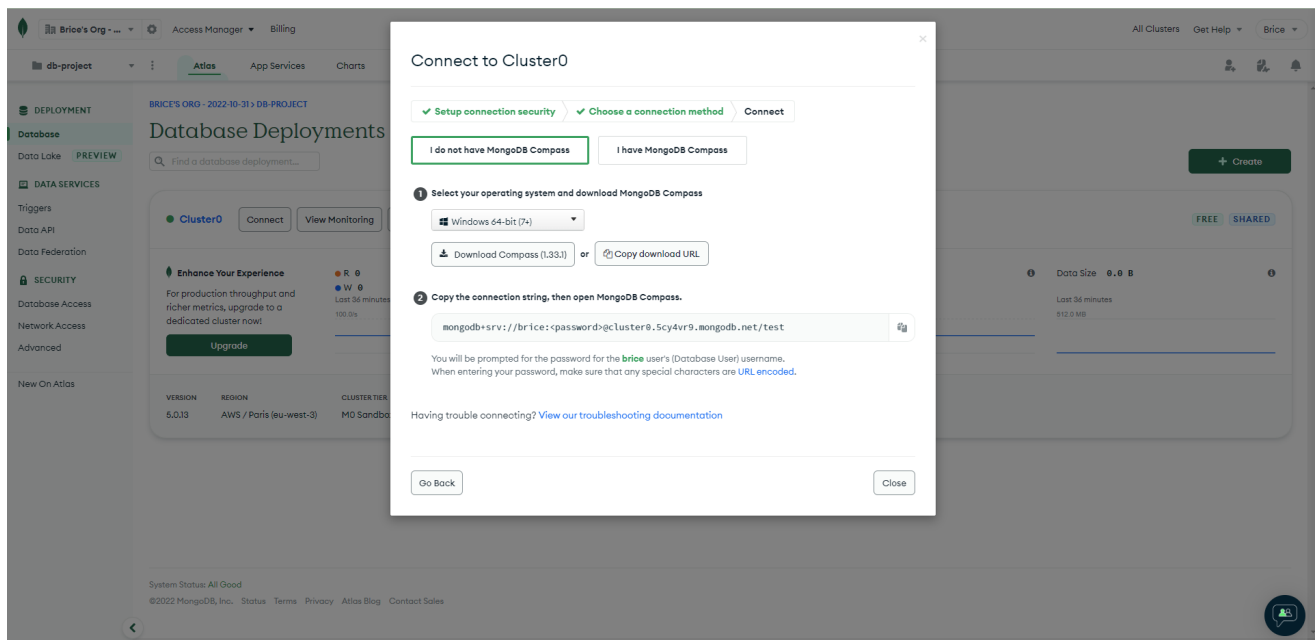 Brice's Org - ...
Access Manager
Billing
All Clusters
Get Help
Brice
db-project
Atlas
App Services
Charts
DEPLOYMENT
Database
Data Lake PREVIEW
DATA SERVICES
Triggers
Data API
Data Federation
SECURITY
Database Access
Network Access
Advanced
New On Atlas
BRICE'S ORG - 2022-10-31 > DB-PROJECT
Database Deployments
Find a database deployment...
+ Create
Cluster0
Connect
View Monitoring
FREE SHARED
Enhance Your Experience
For production throughput and
richer metrics, upgrade to a
dedicated cluster now!
Upgrade
R 0
W 0
Last 36 minutes
100.0/s
Data Size 0.0 B
Last 36 minutes
512.0 MB
VERSION
5.0.13
REGION
AWS / Paris (eu-west-3)
CLUSTER TIER
M0 Sandbo
Connect to Cluster0
Setup connection security
Choose a connection method
Connect
I do not have MongoDB Compass
I have MongoDB Compass
1 Select your operating system and download MongoDB Compass
Windows 64-bit (7+)
Download Compass (1.33.1) or Copy download URL
2 Copy the connection string, then open MongoDB Compass.
mongodb+srv://brice:<password>@cluster0.5cy4vr9.mongodb.net/test
You will be prompted for the password for the brice user's (Database User) username.
When entering your password, make sure that any special characters are URL encoded.
Having trouble connecting? View our troubleshooting documentation
Go Back
Close
System Status: All Good
©2022 MongoDB, Inc. Status Terms Privacy Atlas Blog Contact Sales